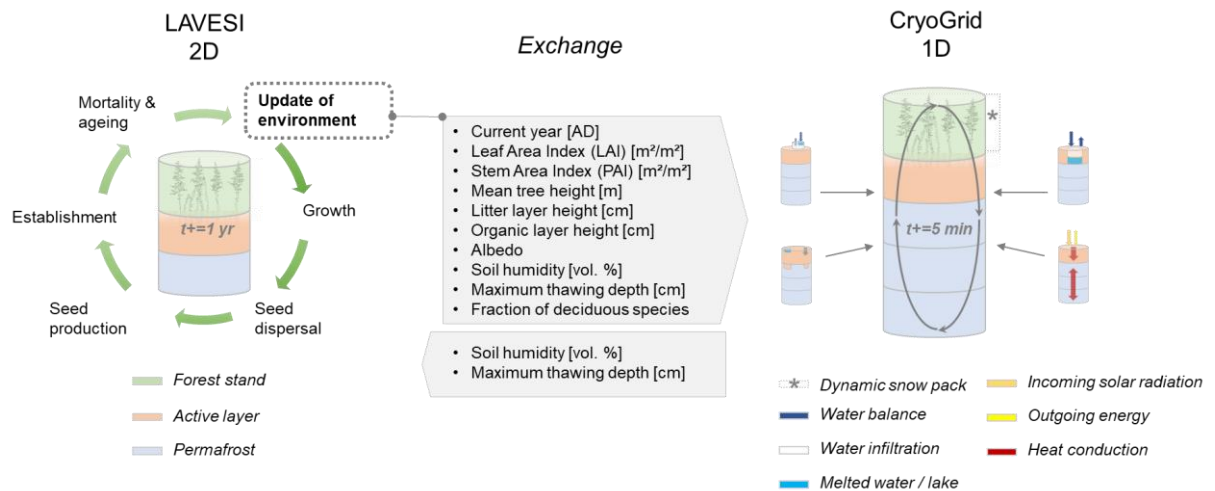 LAVESI
2D
Mortality &
ageing
Update of
environment
Growth
Seed
dispersal
Seed
production
Establishment
t+=1 yr
Forest stand
Active layer
Permafrost
Exchange
• Current year [AD]
• Leaf Area Index (LAI) [m²/m²]
• Stem Area Index (PAI) [m²/m²]
• Mean tree height [m]
• Litter layer height [cm]
• Organic layer height [cm]
• Albedo
• Soil humidity [vol. %]
• Maximum thawing depth [cm]
• Fraction of deciduous species
• Soil humidity [vol. %]
• Maximum thawing depth [cm]
CryoGrid
1D
*
t+=5 min
* Dynamic snow pack
Water balance
Water infiltration
Melted water / lake
Incoming solar radiation
Outgoing energy
Heat conduction